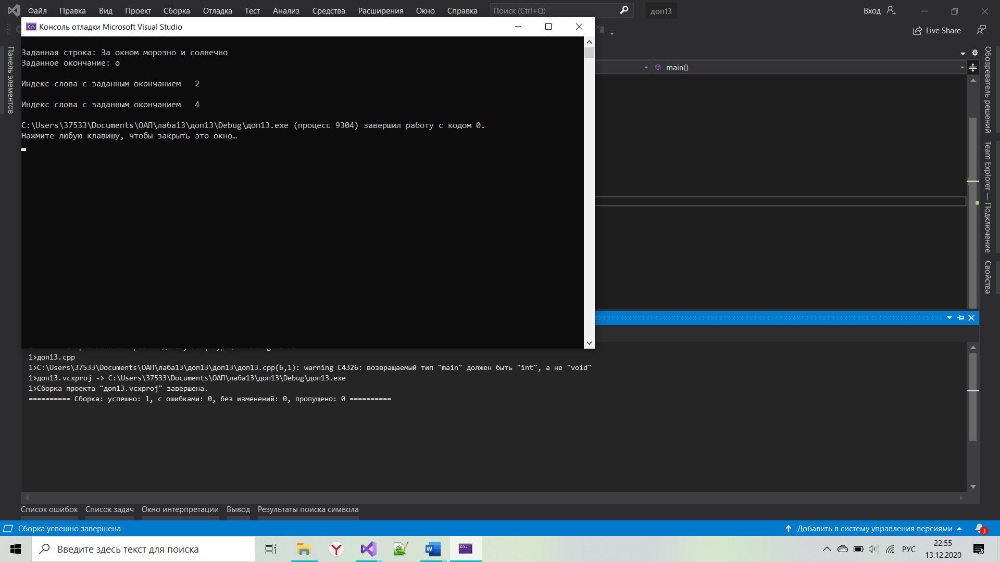 Файл Правка Вид Проект Сборка Отладка Тест Анализ Средства Расширения Окно Справка Поиск (Ctrl+Q) доп13 Вход
Консоль отладки Microsoft Visual Studio
Live Share
Заданная строка: За окном морозно и солнечно
Заданное окончание: о
main()
Индекс слова с заданным окончанием 2
Индекс слова с заданным окончанием 4
C:\Users\37533\Documents\ОАП\лаба13\доп13\Debug\доп13.exe (процесс 9304) завершил работу с кодом 0.
Нажмите любую клавишу, чтобы закрыть это окно…
Панель элементов
Обозреватель решений
Team Explorer — Подключение
Свойства
1>доп13.cpp
1>C:\Users\37533\Documents\ОАП\лаба13\доп13\доп13\доп13.cpp(6,1): warning C4326: возвращаемый тип "main" должен быть "int", а не "void"
1>доп13.vcxproj -> C:\Users\37533\Documents\ОАП\лаба13\доп13\Debug\доп13.exe
1>Сборка проекта "доп13.vcxproj" завершена.
========== Сборка: успешно: 1, с ошибками: 0, без изменений: 0, пропущено: 0 ==========
Список ошибок Список задач Окно интерпретации Вывод Результаты поиска символа
Сборка успешно завершена Добавить в систему управления версиями 3
Введите здесь текст для поиска РУС 22:55
13.12.2020